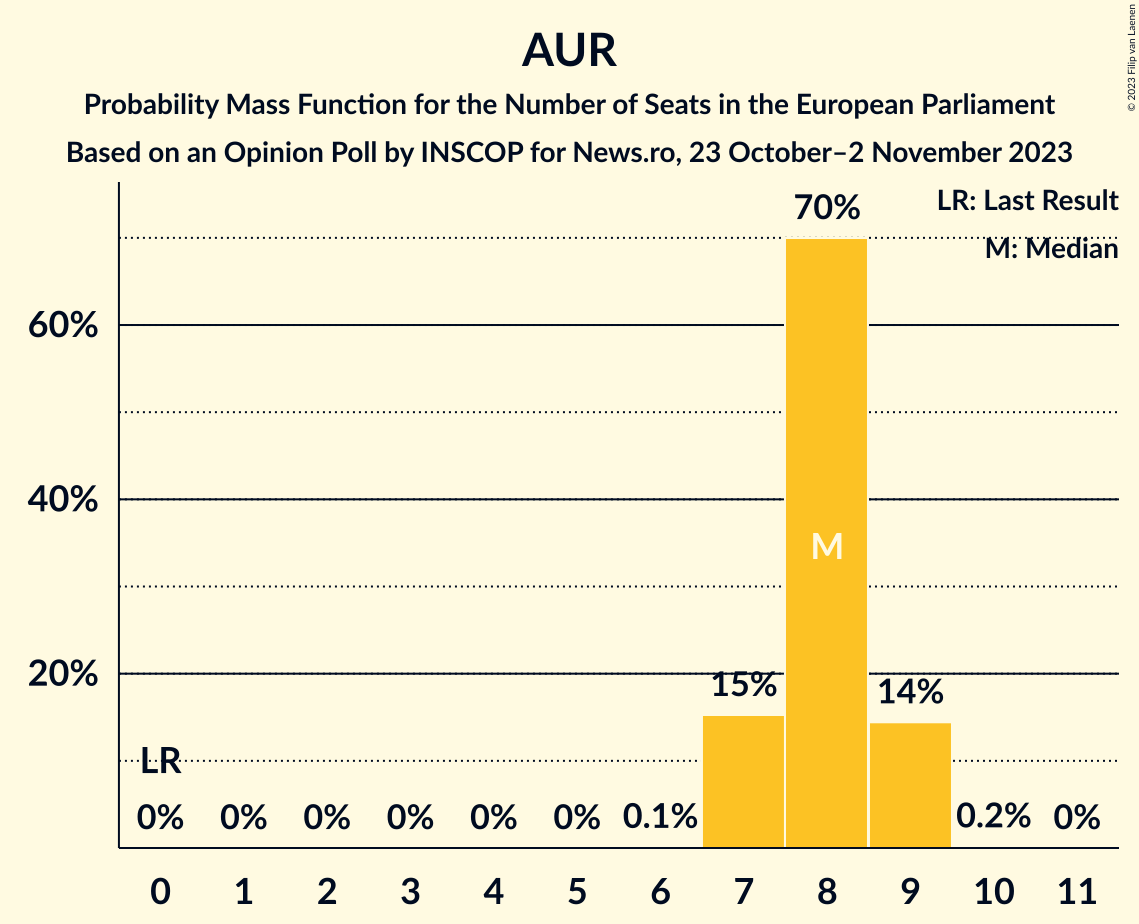 AUR
Probability Mass Function for the Number of Seats in the European Parliament
Based on an Opinion Poll by INSCOP for News.ro, 23 October–2 November 2023
© 2023 Filip van Laenen
LR: Last Result
M: Median
70%
60%
40%
M
20%
15%
14%
LR
0% 0% 0% 0% 0% 0% 0.1% 0.2% 0%
0 1 2 3 4 5 6 7 8 9 10 11